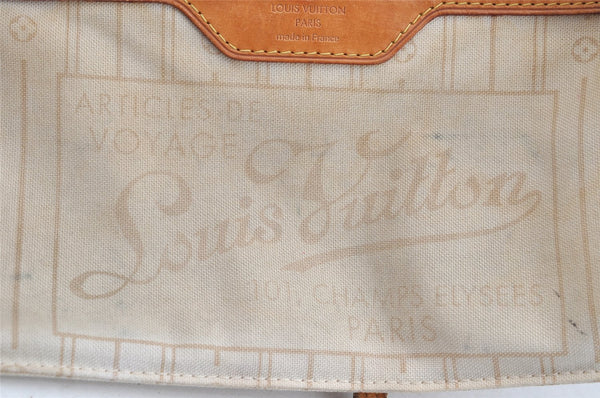 LOUIS VUITTON
PARIS
made in France
ARTICLES DE
VOYAGE
Louis Vuitton
101, CHAMPS ELYSEES
PARIS